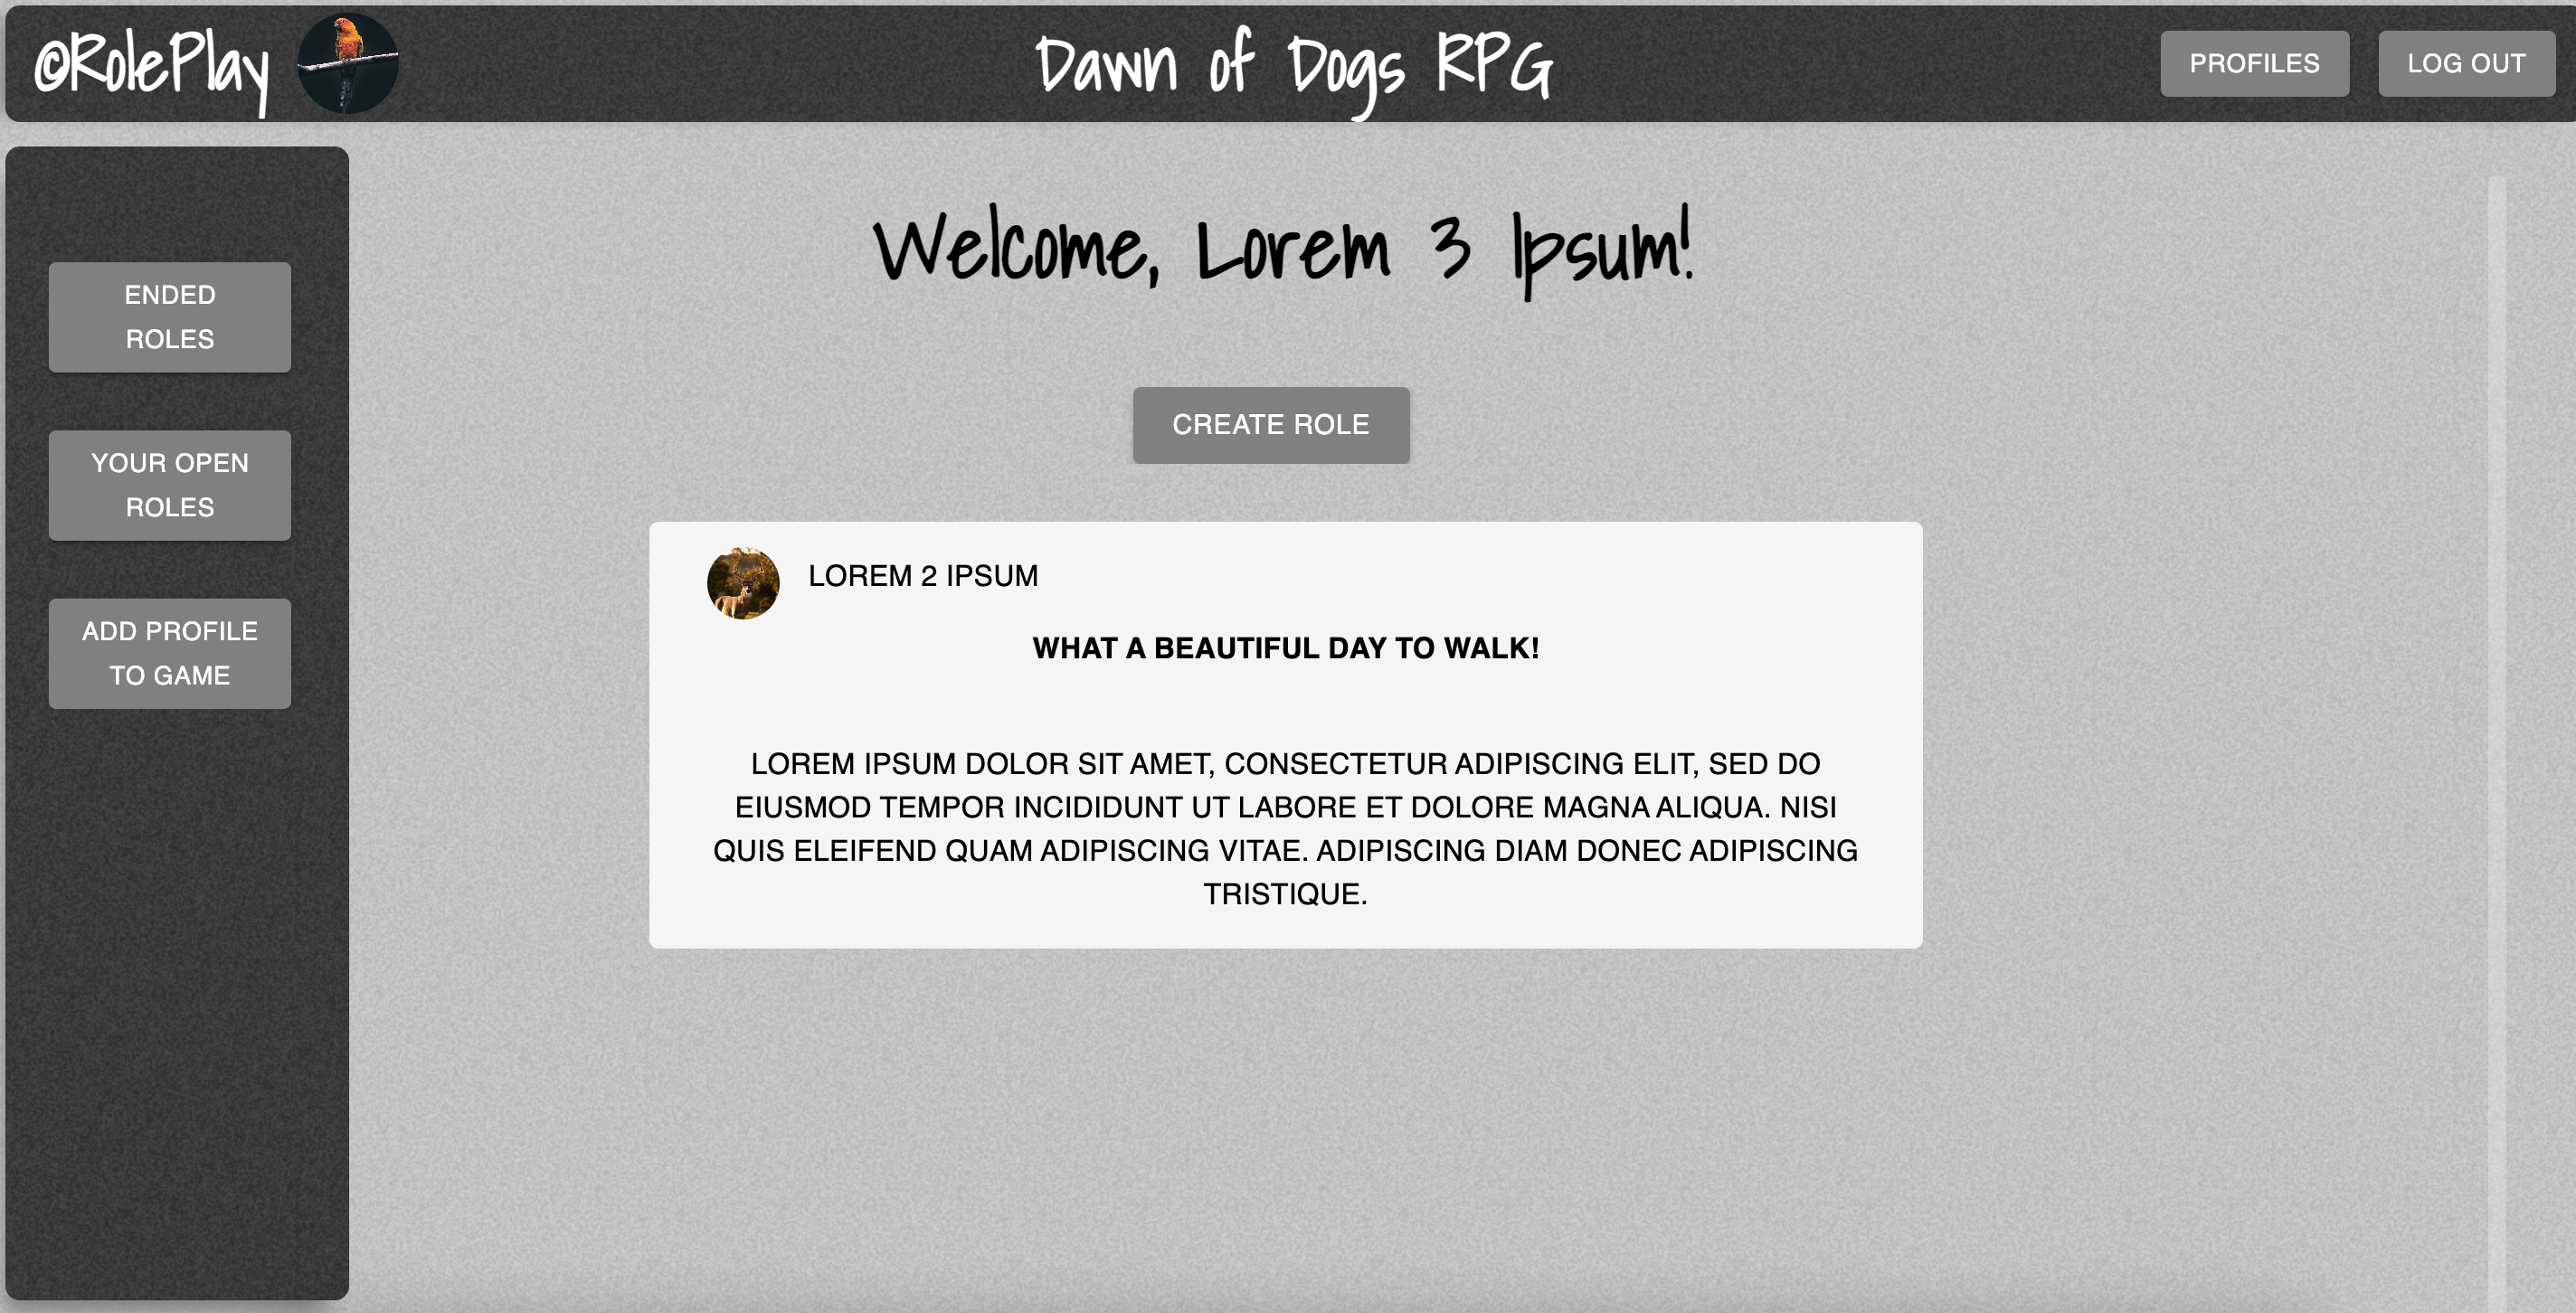 ©RolePlay
Dawn of Dogs RPG
PROFILES
LOG OUT
ENDED
ROLES
YOUR OPEN
ROLES
ADD PROFILE
TO GAME
Welcome, Lorem 3 Ipsum!
CREATE ROLE
LOREM 2 IPSUM
WHAT A BEAUTIFUL DAY TO WALK!
LOREM IPSUM DOLOR SIT AMET, CONSECTETUR ADIPISCING ELIT, SED DO
EIUSMOD TEMPOR INCIDIDUNT UT LABORE ET DOLORE MAGNA ALIQUA. NISI
QUIS ELEIFEND QUAM ADIPISCING VITAE. ADIPISCING DIAM DONEC ADIPISCING
TRISTIQUE.